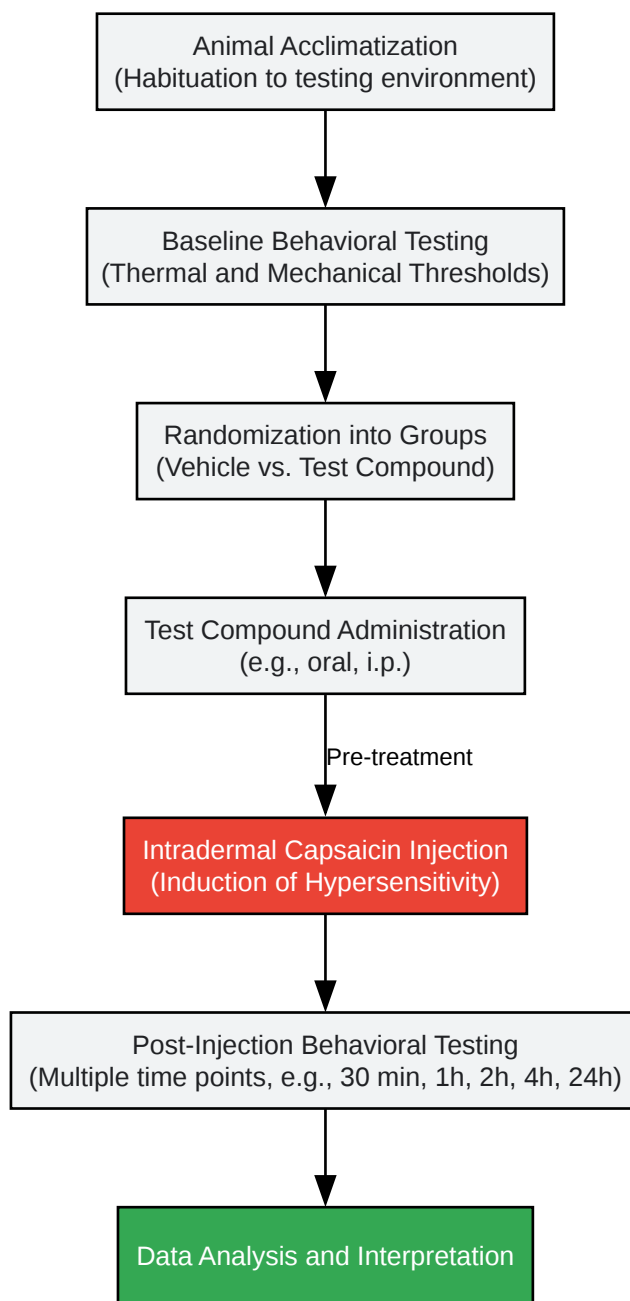 Animal Acclimatization
(Habituation to testing environment)
Baseline Behavioral Testing
(Thermal and Mechanical Thresholds)
Randomization into Groups
(Vehicle vs. Test Compound)
Test Compound Administration
(e.g., oral, i.p.)
Pre-treatment
Intradermal Capsaicin Injection
(Induction of Hypersensitivity)
Post-Injection Behavioral Testing
(Multiple time points, e.g., 30 min, 1h, 2h, 4h, 24h)
Data Analysis and Interpretation